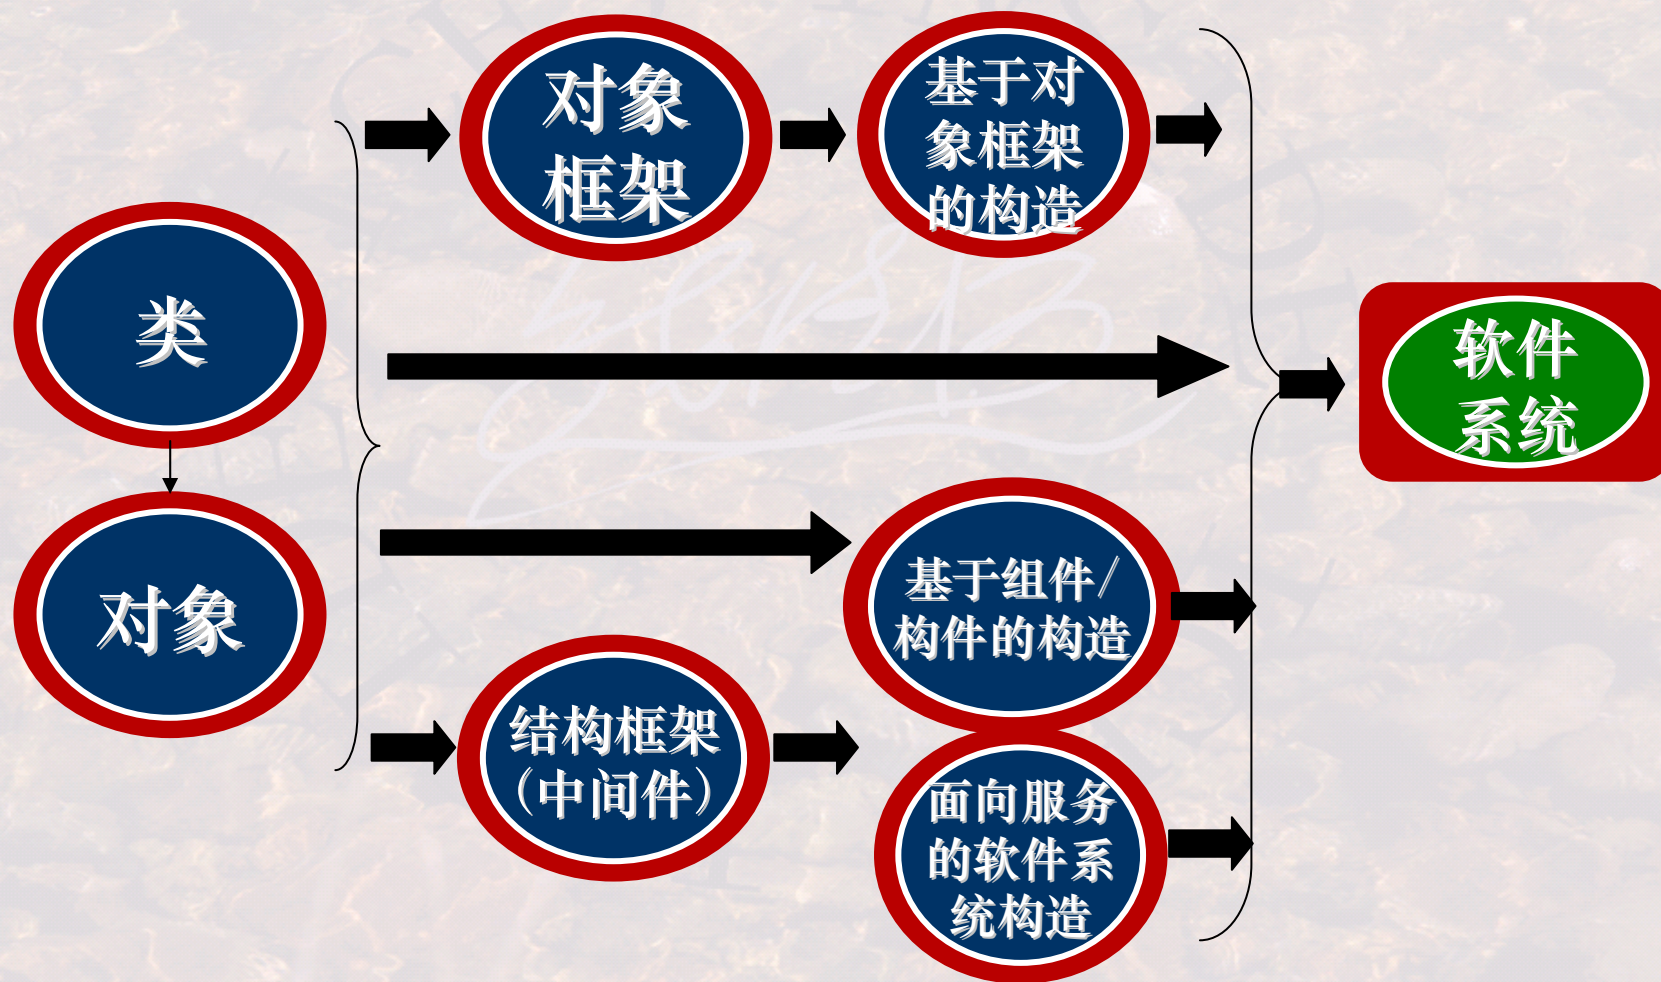 类
对象
对象
框架
基于对
象框架
的构造
结构框架
（中间件）
基于组件/
构件的构造
面向服务
的软件系
统构造
软件
系统